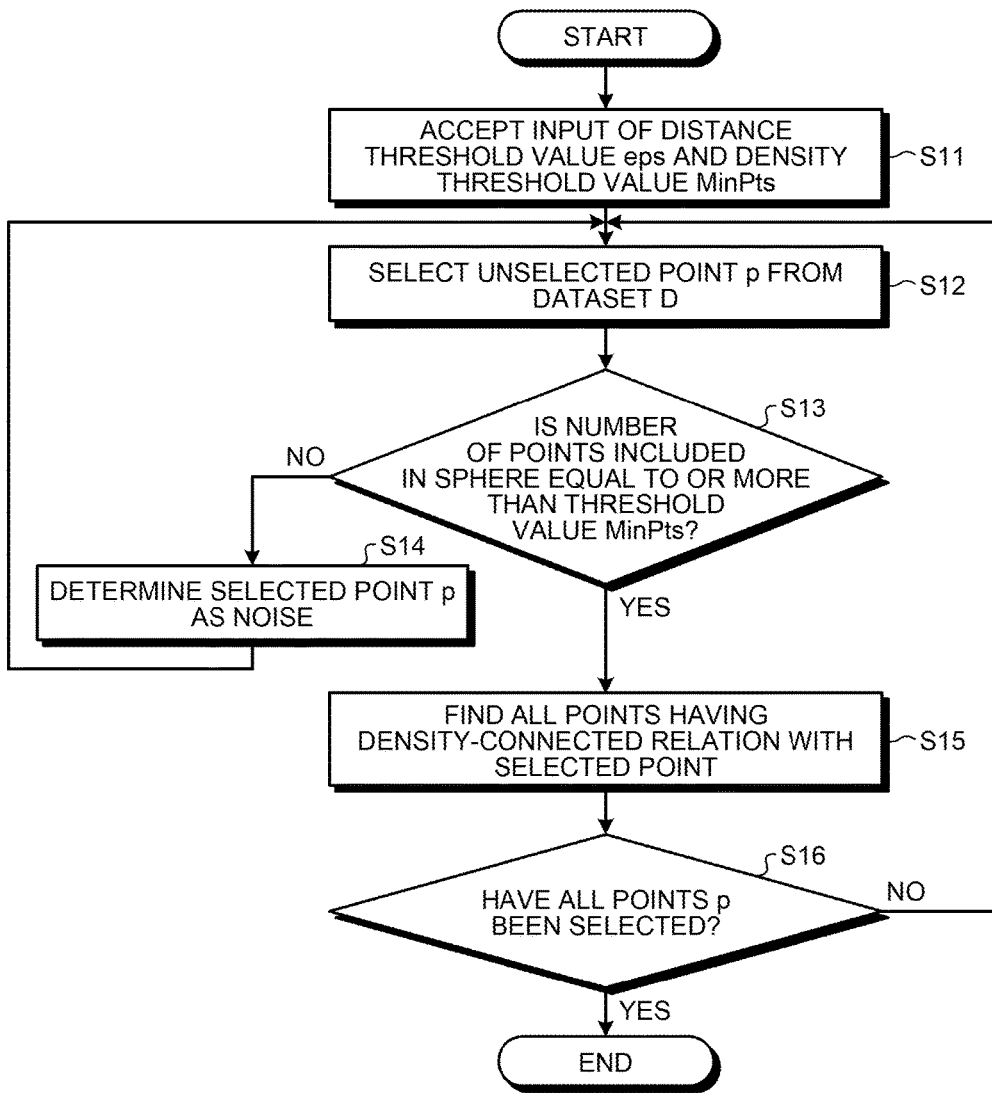 START
ACCEPT INPUT OF DISTANCE
THRESHOLD VALUE eps AND DENSITY
THRESHOLD VALUE MinPts
S11
SELECT UNSELECTED POINT p FROM
DATASET D
S12
S13
IS NUMBER
OF POINTS INCLUDED
IN SPHERE EQUAL TO OR MORE
THAN THRESHOLD
VALUE MinPts?
NO
S14
DETERMINE SELECTED POINT p
AS NOISE
YES
FIND ALL POINTS HAVING
DENSITY-CONNECTED RELATION WITH
SELECTED POINT
S15
S16
HAVE ALL POINTS p
BEEN SELECTED?
NO
YES
END